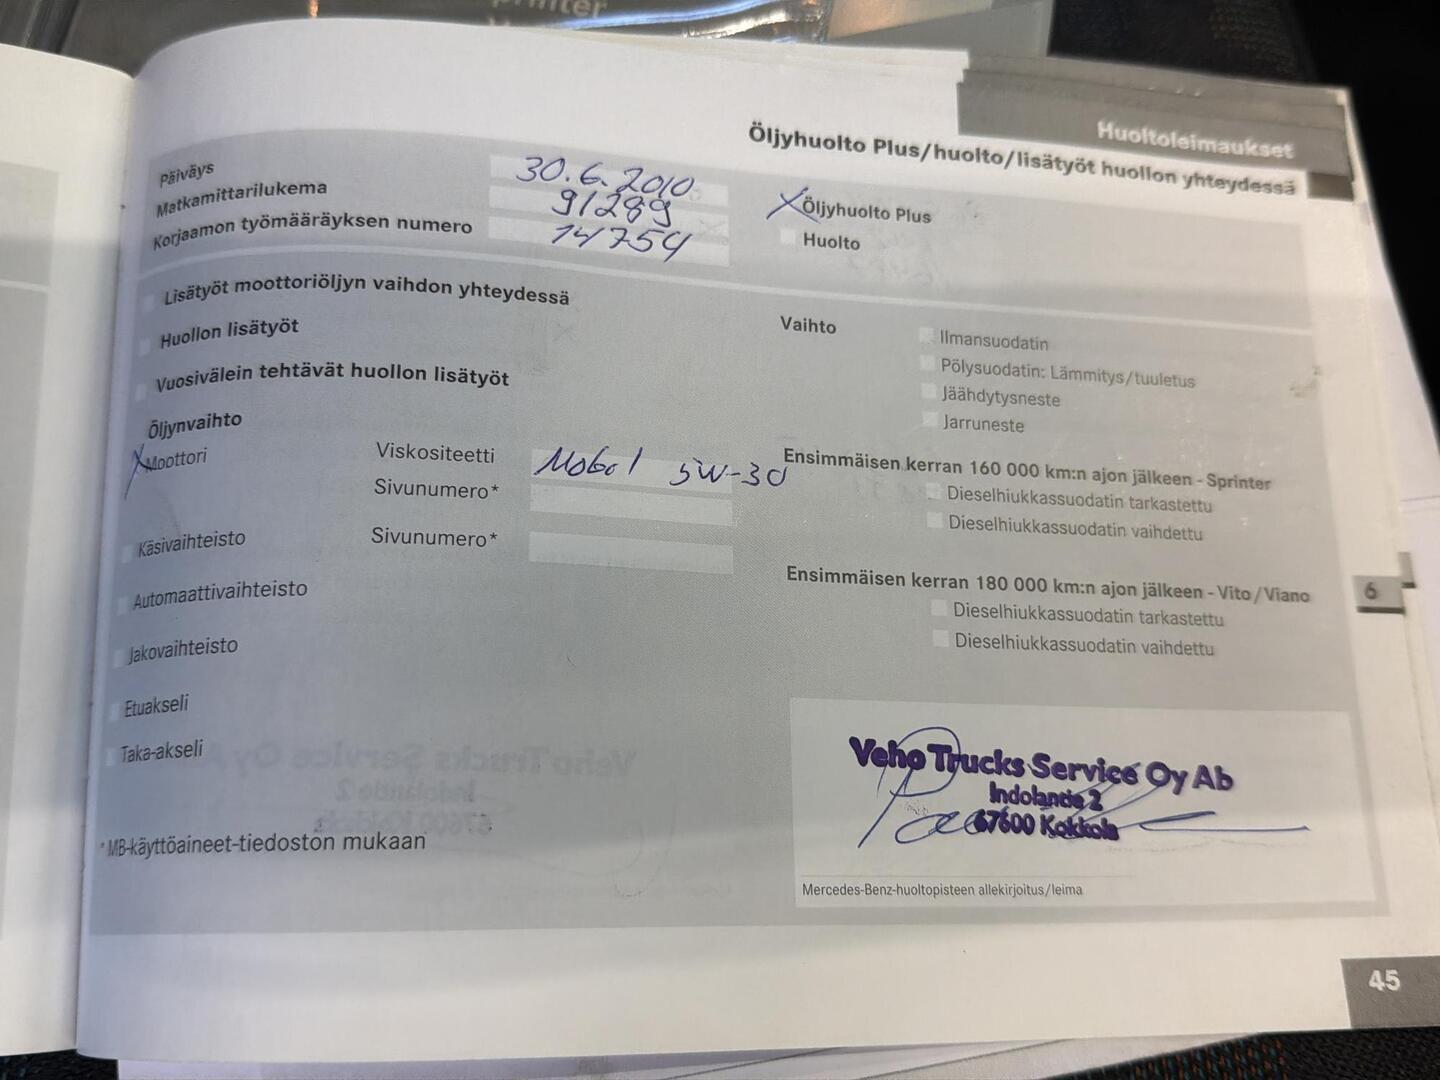 Huoltoleimaukset
Öljyhuolto Plus/huolto/lisätyöt huollon yhteydessä
Päiväys 30.6.2010
Matkamittarilukema 91289
Korjaamon työmääräyksen numero 14754
Öljyhuolto Plus
Huolto
Lisätyöt moottoriöljyn vaihdon yhteydessä
Huollon lisätyöt
Vuosivälein tehtävät huollon lisätyöt
Öljynvaihto
Moottori Viskositeetti Mobol 5W-30
Sivunumero*
Käsivaihteisto Sivunumero*
Automaattivaihteisto
Jakovaihteisto
Etuakseli
Taka-akseli
* MB-käyttöaineet-tiedoston mukaan
Vaihto Ilmansuodatin
Pölysuodatin: Lämmitys/tuuletus
Jäähdytysneste
Jarruneste
Ensimmäisen kerran 160 000 km:n ajon jälkeen - Sprinter
Dieselhiukkassuodatin tarkastettu
Dieselhiukkassuodatin vaihdettu
Ensimmäisen kerran 180 000 km:n ajon jälkeen - Vito/Viano
Dieselhiukkassuodatin tarkastettu
Dieselhiukkassuodatin vaihdettu
6
Veho Trucks Service Oy Ab
Indolantie 2
67600 Kokkola
Mercedes-Benz-huoltopisteen allekirjoitus/leima
45